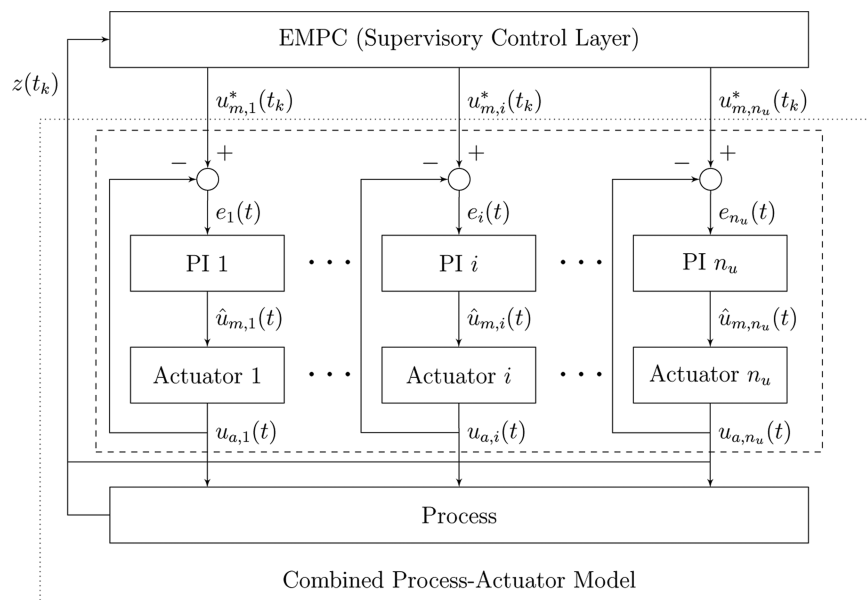 EMPC (Supervisory Control Layer)
z(t_k)
u*_{m,1}(t_k) u*_{m,i}(t_k) u*_{m,n_u}(t_k)
− + − + − +
e_1(t) e_i(t) e_{n_u}(t)
PI 1 · · · PI i · · · PI n_u
û_{m,1}(t) û_{m,i}(t) û_{m,n_u}(t)
Actuator 1 · · · Actuator i · · · Actuator n_u
u_{a,1}(t) u_{a,i}(t) u_{a,n_u}(t)
Process
Combined Process-Actuator Model